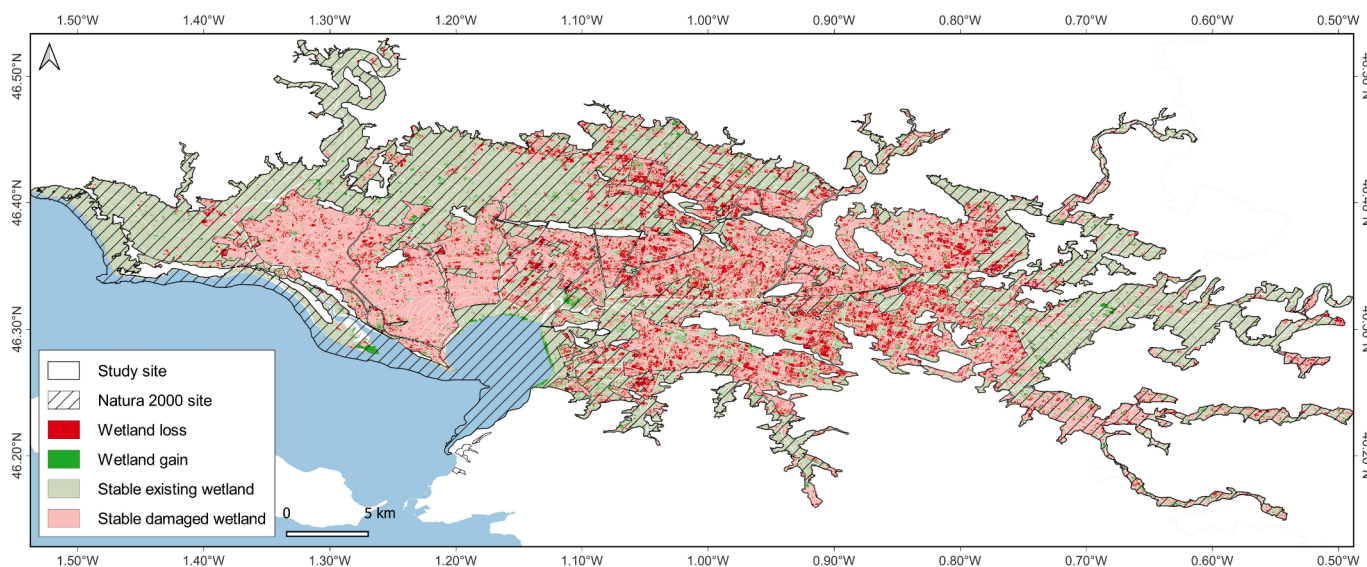 1.50°W 1.40°W 1.30°W 1.20°W 1.10°W 1.00°W 0.90°W 0.80°W 0.70°W 0.60°W 0.50°W
46.50°N
46.40°N
46.30°N
46.20°N
Study site
Natura 2000 site
Wetland loss
Wetland gain
Stable existing wetland
Stable damaged wetland
0 5 km
1.50°W 1.40°W 1.30°W 1.20°W 1.10°W 1.00°W 0.90°W 0.80°W 0.70°W 0.60°W 0.50°W